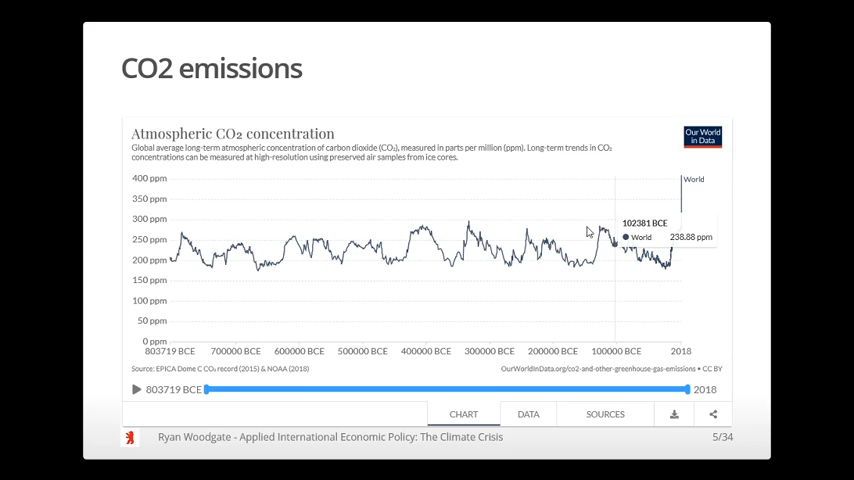 CO2 emissions
Atmospheric CO₂ concentration
Our World
in Data
Global average long-term atmospheric concentration of carbon dioxide (CO₂), measured in parts per million (ppm). Long-term trends in CO₂
concentrations can be measured at high-resolution using preserved air samples from ice cores.
400 ppm
World
350 ppm
300 ppm
102381 BCE
World 238.88 ppm
250 ppm
200 ppm
150 ppm
100 ppm
50 ppm
0 ppm
803719 BCE 700000 BCE 600000 BCE 500000 BCE 400000 BCE 300000 BCE 200000 BCE 100000 BCE 2018
Source: EPICA Dome C CO₂ record (2015) & NOAA (2018) OurWorldInData.org/co2-and-other-greenhouse-gas-emissions • CC BY
803719 BCE 2018
CHART DATA SOURCES
Ryan Woodgate - Applied International Economic Policy: The Climate Crisis 5/34